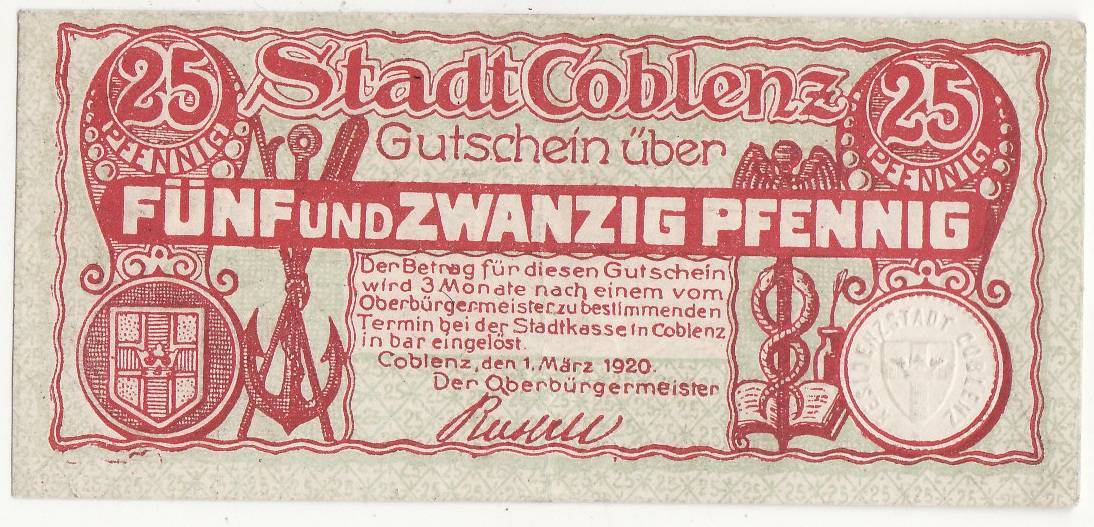 25 Stadt Coblenz 25
PFENNIG PFENNIG
Gutschein über
FÜNF UND ZWANZIG PFENNIG
Der Betrag für diesen Gutschein
wird 3 Monate nach einem vom
Oberbürgermeister zu bestimmenden
Termin bei der Stadtkasse in Coblenz
in bar eingelöst.
Coblenz, den 1. März 1920.
Der Oberbürgermeister